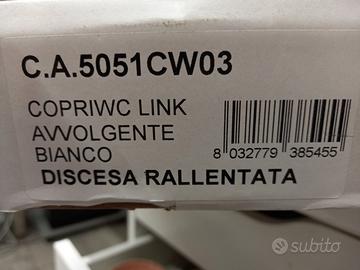 C.A.5051CW03
COPRIWC LINK
AVVOLGENTE
BIANCO
8 032779 385455
DISCESA RALLENTATA
subito